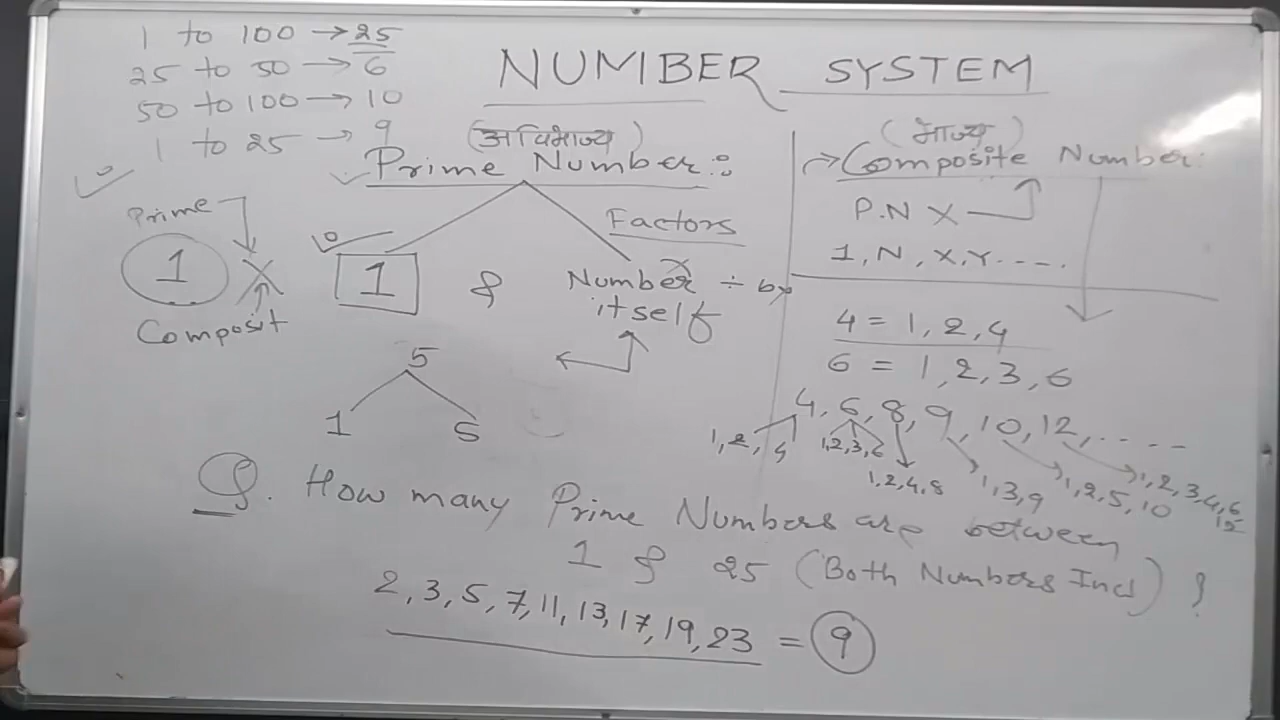 1 to 100 → 25
25 to 50 → 6
50 to 100 → 10
1 to 25 → 9
NUMBER SYSTEM
(अविभाज्य)
Prime Number:
Prime
1 X
Composit
Factors
1 & Number ÷ by
itself
5
1 5
(भाज्य)
→ Composite Number:
P.N X
1, N, X, Y.....
4 = 1, 2, 4
6 = 1, 2, 3, 6
4, 6, 8, 9, 10, 12, ....
1, 2, 4
1,2,3,6
1,2,4,8
1,3,9
1,2,5,10
1,2,3,4,6
12
Q. How many Prime Numbers are between
1 & 25 (Both Numbers Incl) ?
2, 3, 5, 7, 11, 13, 17, 19, 23 = 9